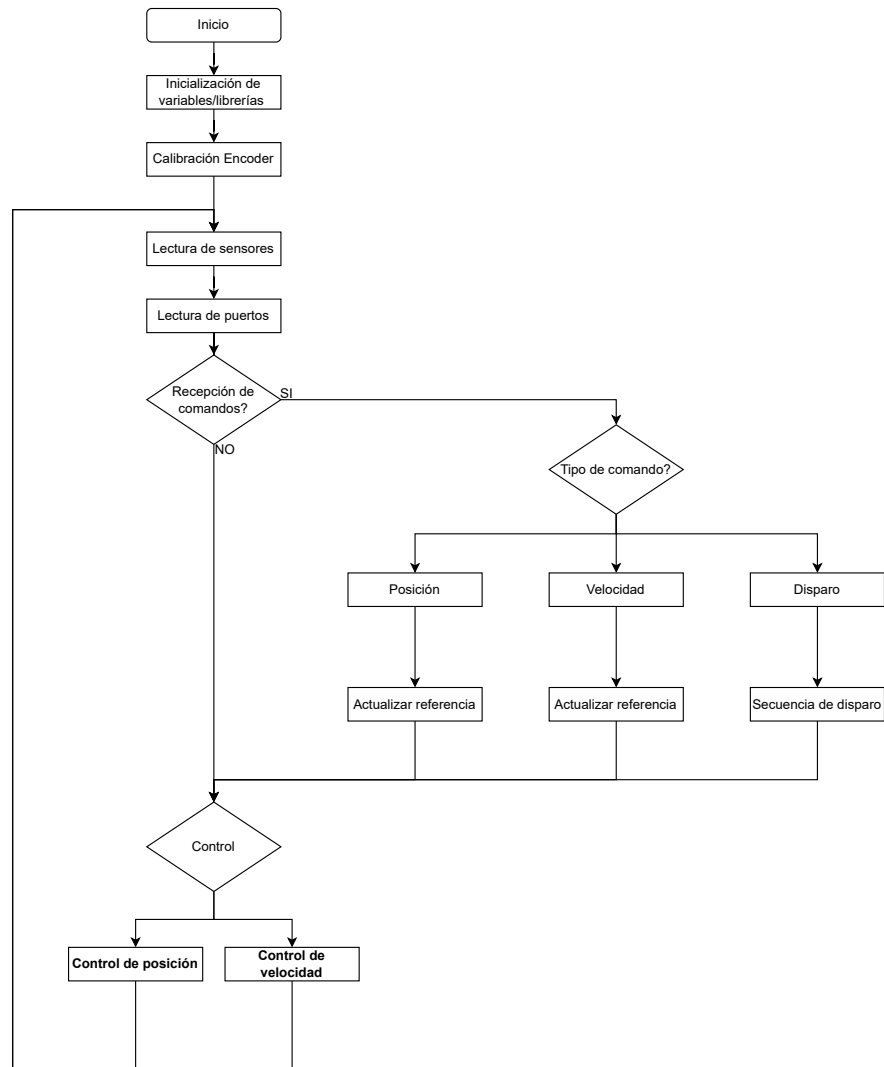 Inicio
Inicialización de
variables/librerías
Calibración Encoder
Lectura de sensores
Lectura de puertos
Recepción de
comandos?
SI
NO
Tipo de comando?
Posición
Velocidad
Disparo
Actualizar referencia
Actualizar referencia
Secuencia de disparo
Control
Control de posición
Control de
velocidad